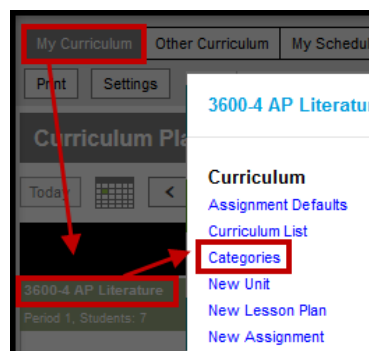 My Curriculum Other Curriculum My Schedul
Print Settings
3600-4 AP Literatu
Curriculum Pla
Today <
Curriculum
Assignment Defaults
Curriculum List
Categories
3600-4 AP Literature
New Unit
Period 1, Students: 7
New Lesson Plan
New Assignment